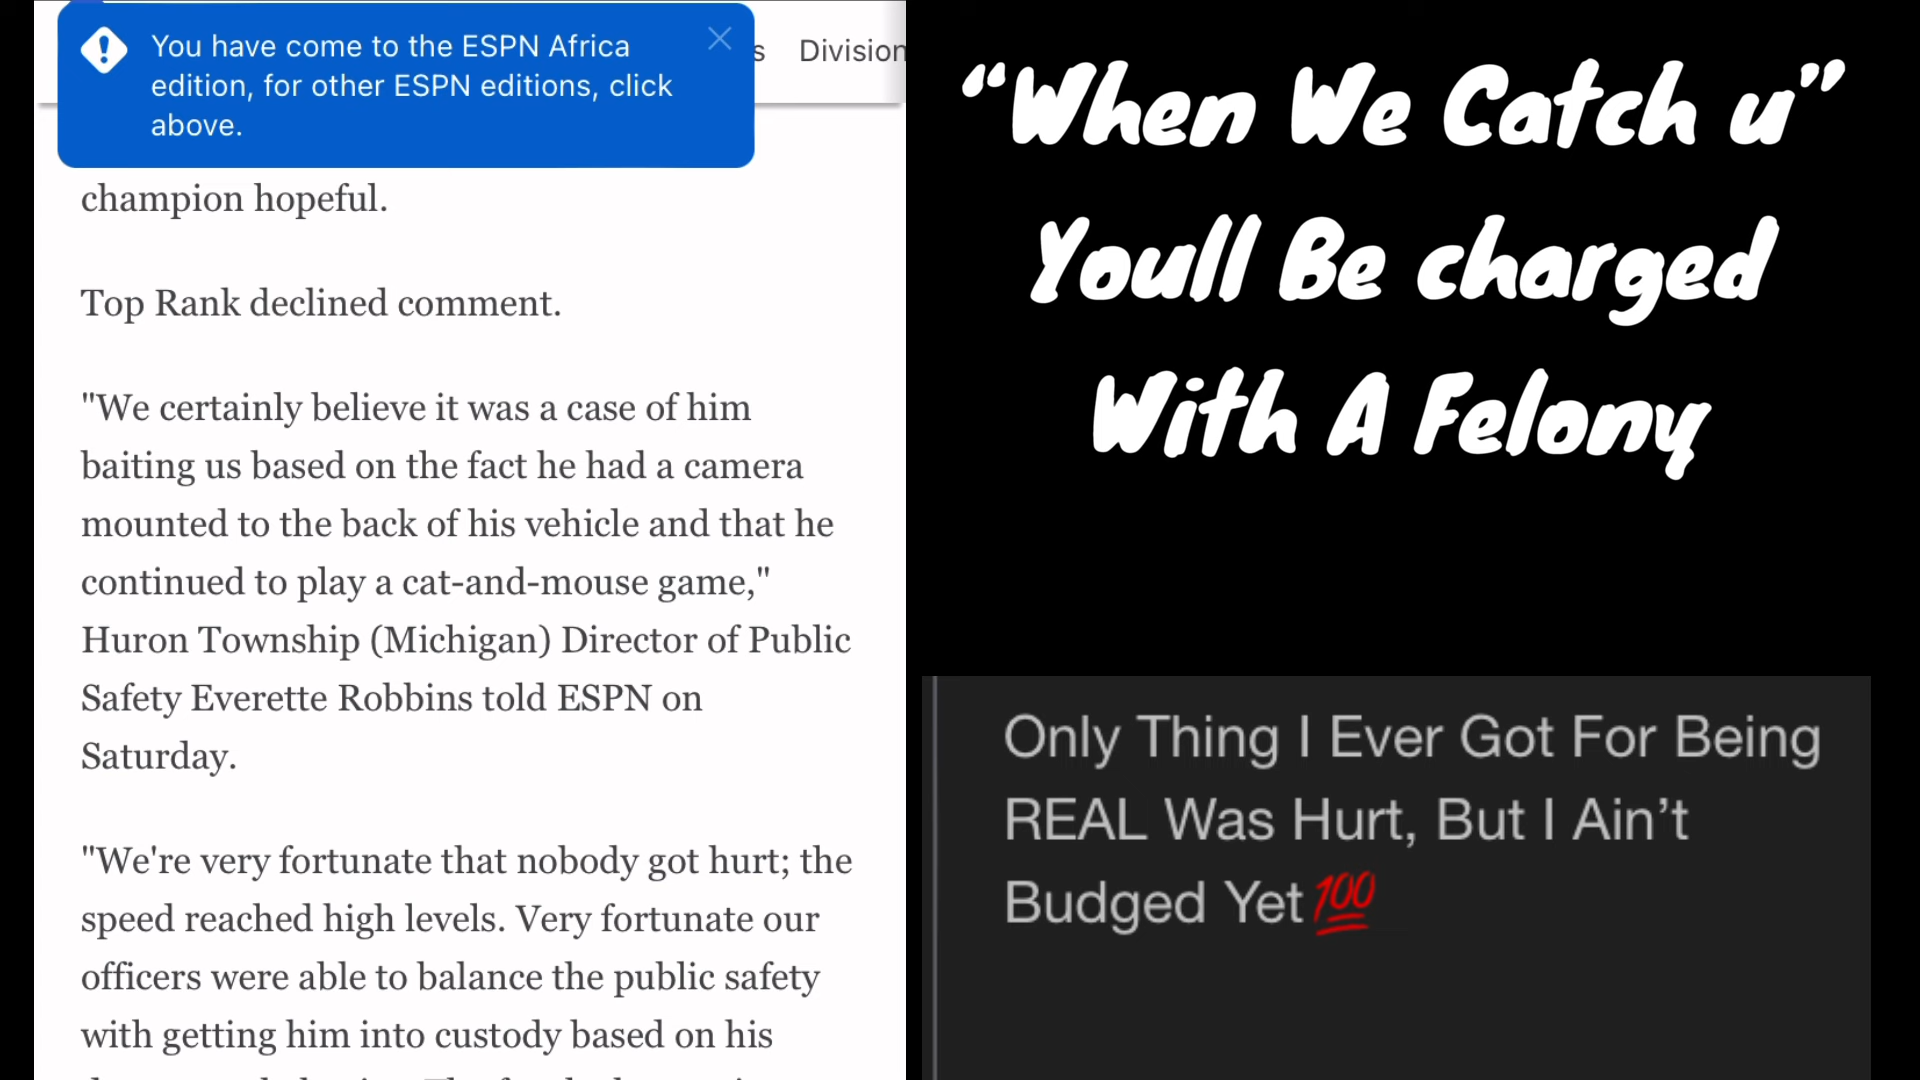 You have come to the ESPN Africa
edition, for other ESPN editions, click
above.
s Division
champion hopeful.
Top Rank declined comment.
"We certainly believe it was a case of him
baiting us based on the fact he had a camera
mounted to the back of his vehicle and that he
continued to play a cat-and-mouse game,"
Huron Township (Michigan) Director of Public
Safety Everette Robbins told ESPN on
Saturday.
"We're very fortunate that nobody got hurt; the
speed reached high levels. Very fortunate our
officers were able to balance the public safety
with getting him into custody based on his
“When We Catch u”
Youll Be charged
With A Felony
Only Thing I Ever Got For Being
REAL Was Hurt, But I Ain’t
Budged Yet💯